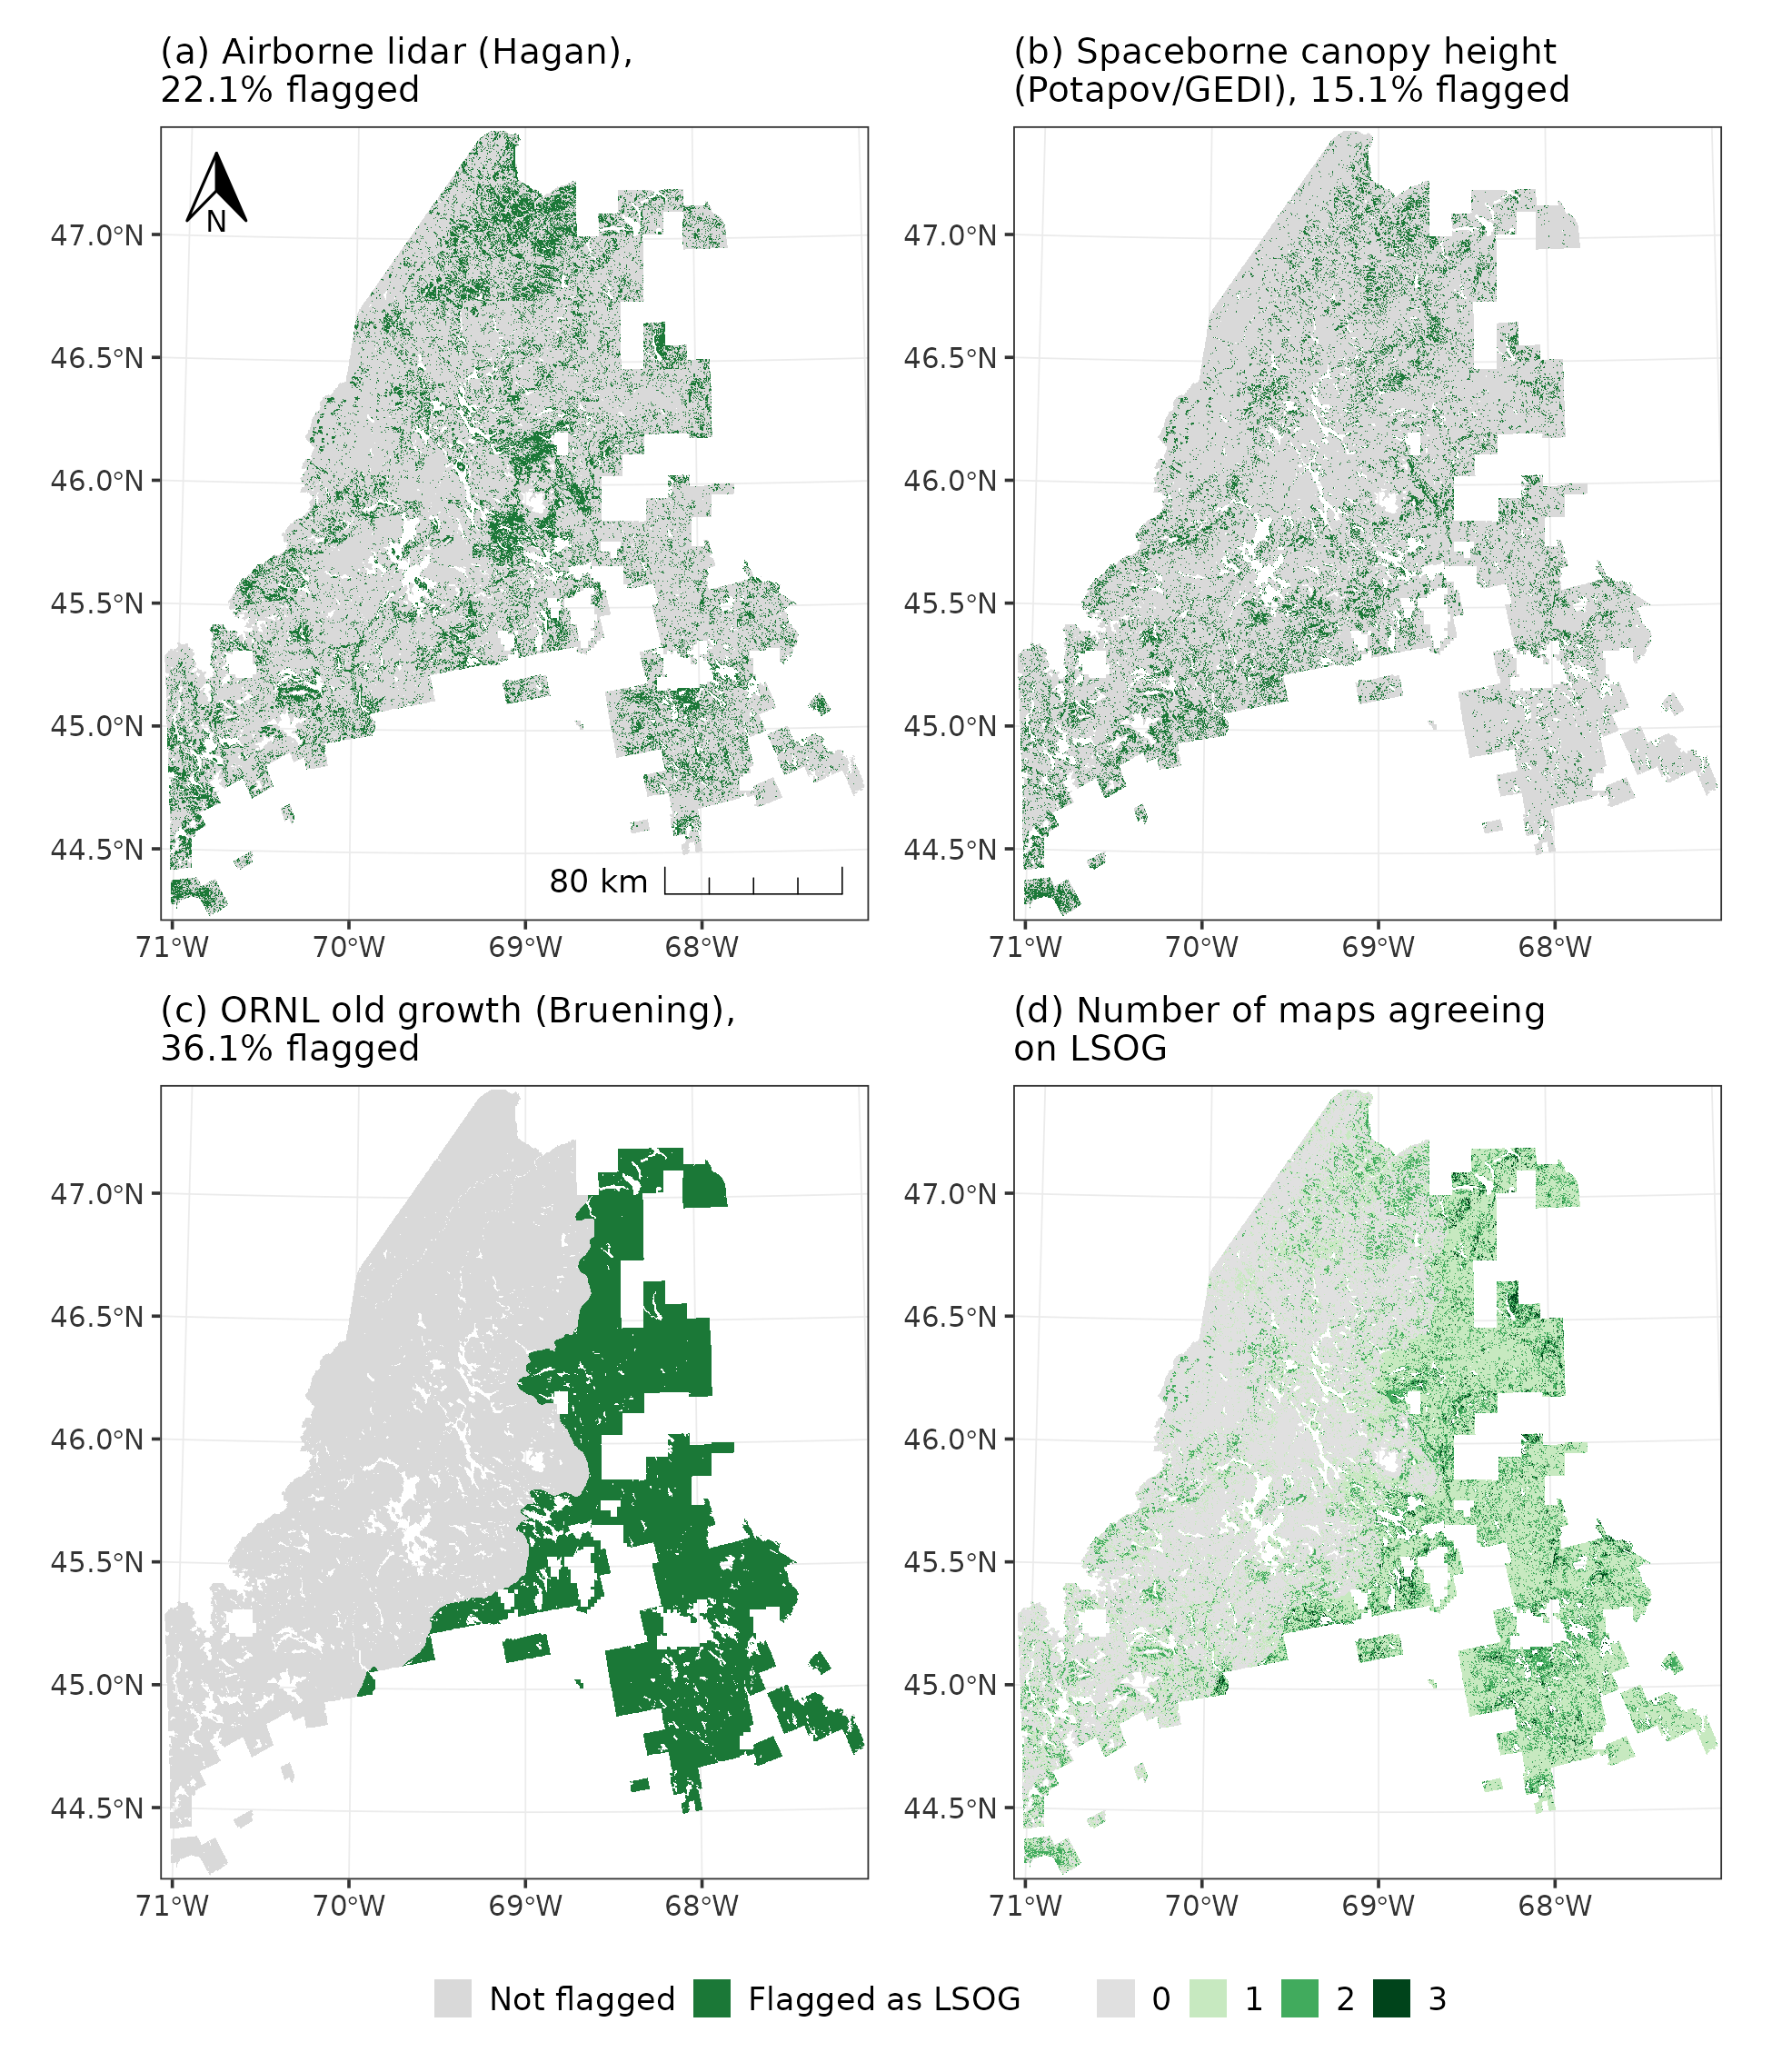 (a) Airborne lidar (Hagan),
22.1% flagged
(b) Spaceborne canopy height
(Potapov/GEDI), 15.1% flagged
N
47.0°N
46.5°N
46.0°N
45.5°N
45.0°N
44.5°N
80 km
71°W
70°W
69°W
68°W
47.0°N
46.5°N
46.0°N
45.5°N
45.0°N
44.5°N
71°W
70°W
69°W
68°W
(c) ORNL old growth (Bruening),
36.1% flagged
(d) Number of maps agreeing
on LSOG
47.0°N
46.5°N
46.0°N
45.5°N
45.0°N
44.5°N
71°W
70°W
69°W
68°W
47.0°N
46.5°N
46.0°N
45.5°N
45.0°N
44.5°N
71°W
70°W
69°W
68°W
Not flagged
Flagged as LSOG
0
1
2
3